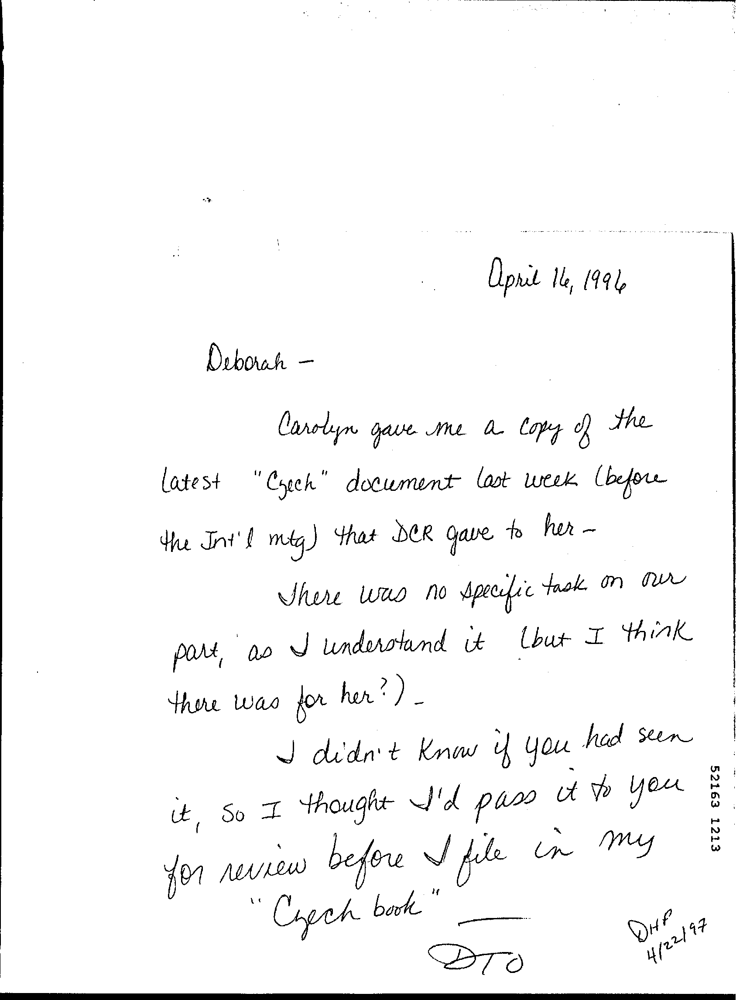 April 16, 1996
Deborah –
Carolyn gave me a copy of the
latest "Czech" document last week (before
the Int'l mtg) that DCR gave to her –
There was no specific task on our
part, as I understand it (but I think
there was for her?) –
I didn't know if you had seen
it, so I thought I'd pass it to you
for review before I file in my
"Czech book" —
DTO
DHP
4/22/97
52163 1213